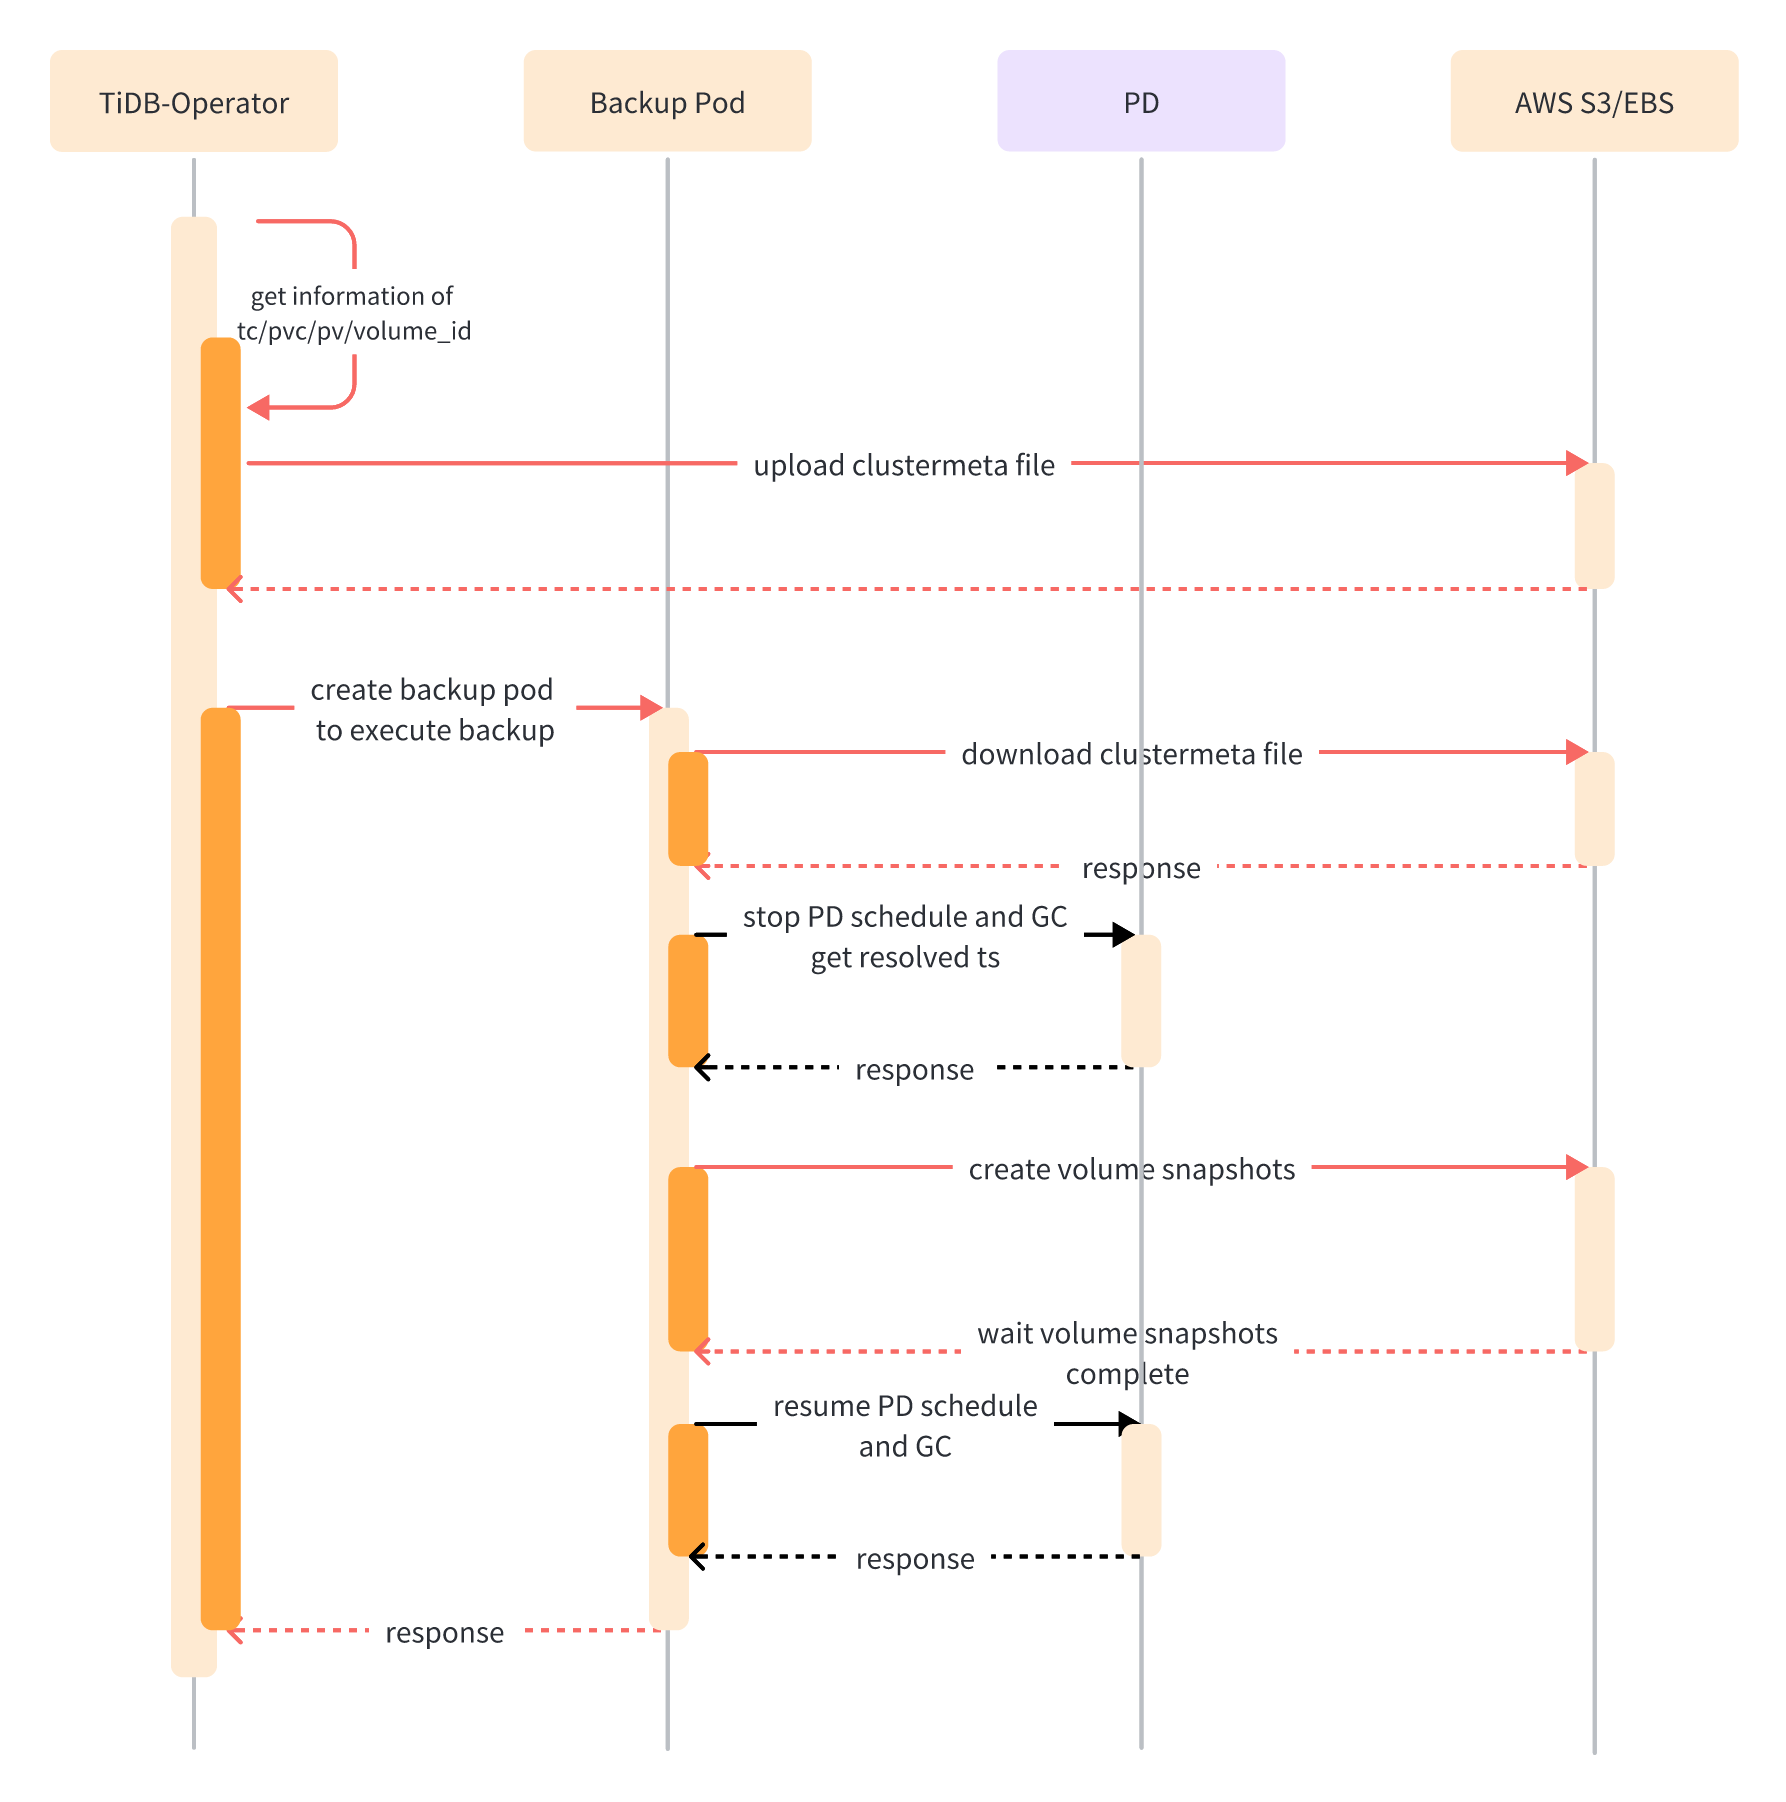 TiDB-Operator
Backup Pod
PD
AWS S3/EBS
get information of
tc/pvc/pv/volume_id
upload clustermeta file
create backup pod
to execute backup
download clustermeta file
response
stop PD schedule and GC
get resolved ts
response
create volume snapshots
wait volume snapshots
complete
resume PD schedule
and GC
response
response